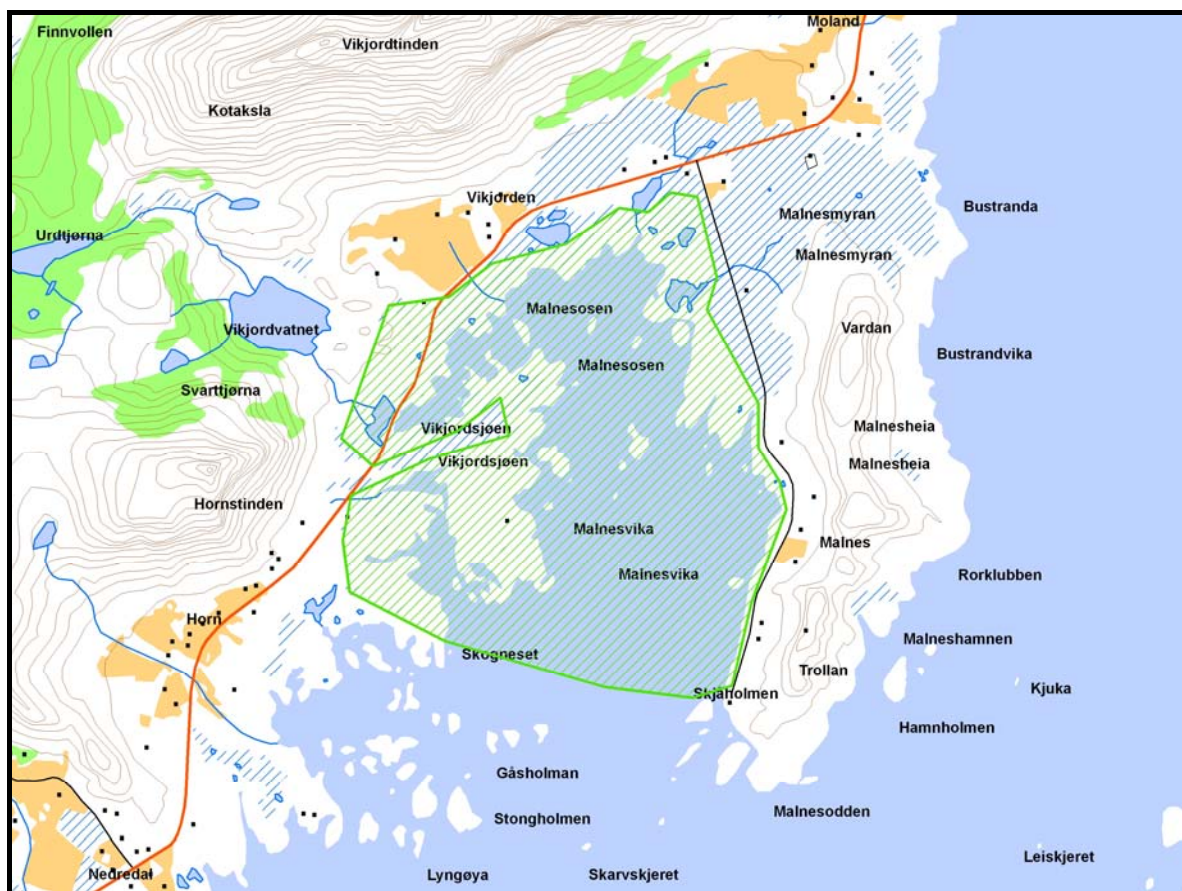 Moland
Finnvollen
Vikjordtinden
Kotaksla
Vikjorden
Bustranda
Malnesmyran
Urdtjørna
Malnesmyran
Malnesosen
Vikjordvatnet
Vardan
Bustrandvika
Malnesosen
Svarttjørna
Vikjordsjøen
Malnesheia
Vikjordsjøen
Malnesheia
Hornstinden
Malnesvika
Malnes
Malnesvika
Rorklubben
Horn
Malneshamnen
Skogneset
Trollan
Kjuka
Skjåholmen
Hamnholmen
Gåsholman
Malnesodden
Stongholmen
Leiskjeret
Nedredal
Lyngøya
Skarvskjeret